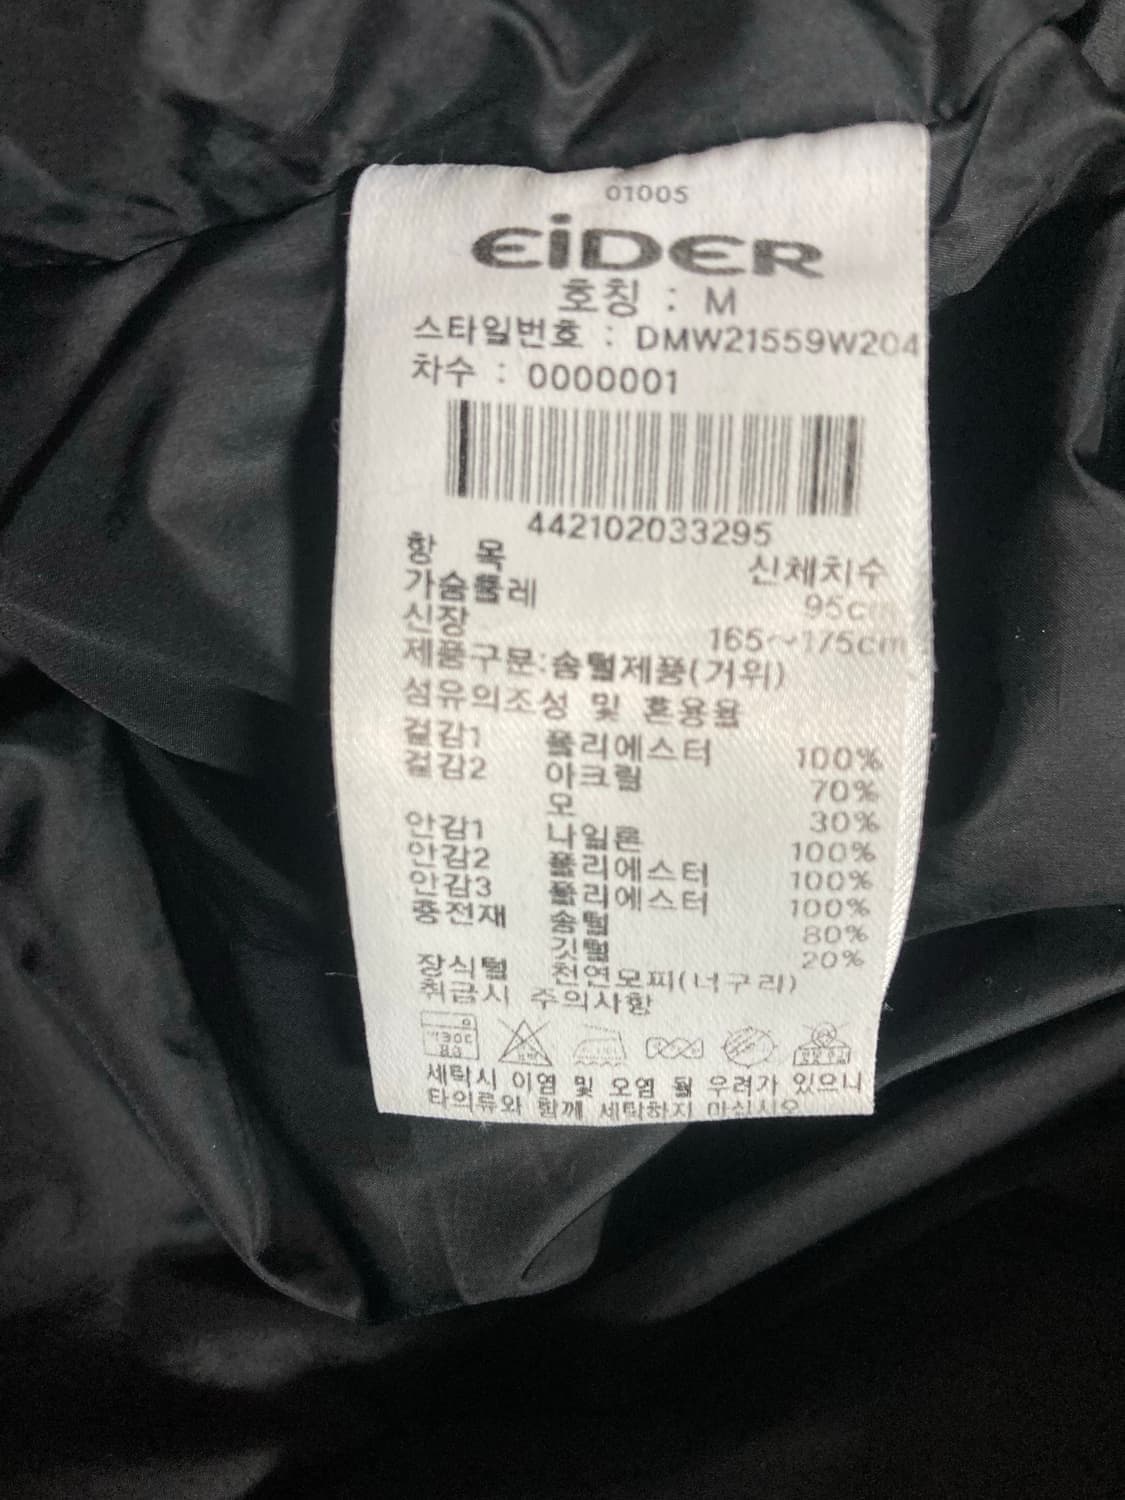 01005
EiDER
호칭 : M
스타일번호 : DMW21559W204
차수 : 0000001
442102033295
항 목 신체치수
가슴둘레 95cm
신장 165~175cm
제품구분:솜털제품(거위)
섬유의조성 및 혼용율
겉감1 폴리에스터 100%
겉감2 아크릴 70%
모 30%
안감1 나일론 100%
안감2 폴리에스터 100%
안감3 폴리에스터 100%
충전재 솜털 80%
깃털 20%
장식털 천연모피(너구리)
취급시 주의사항
세탁시 이염 및 오염 될 우려가 있으니
타의류와 함께 세탁하지 마십시오